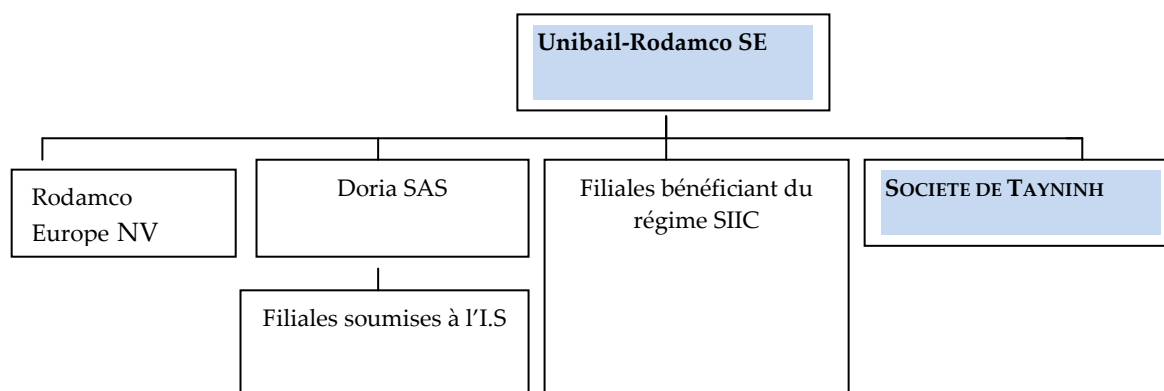 Unibail-Rodamco SE
Rodamco
Europe NV
Doria SAS
Filiales bénéficiant du
régime SIIC
SOCIETE DE TAYNINH
Filiales soumises à l’I.S